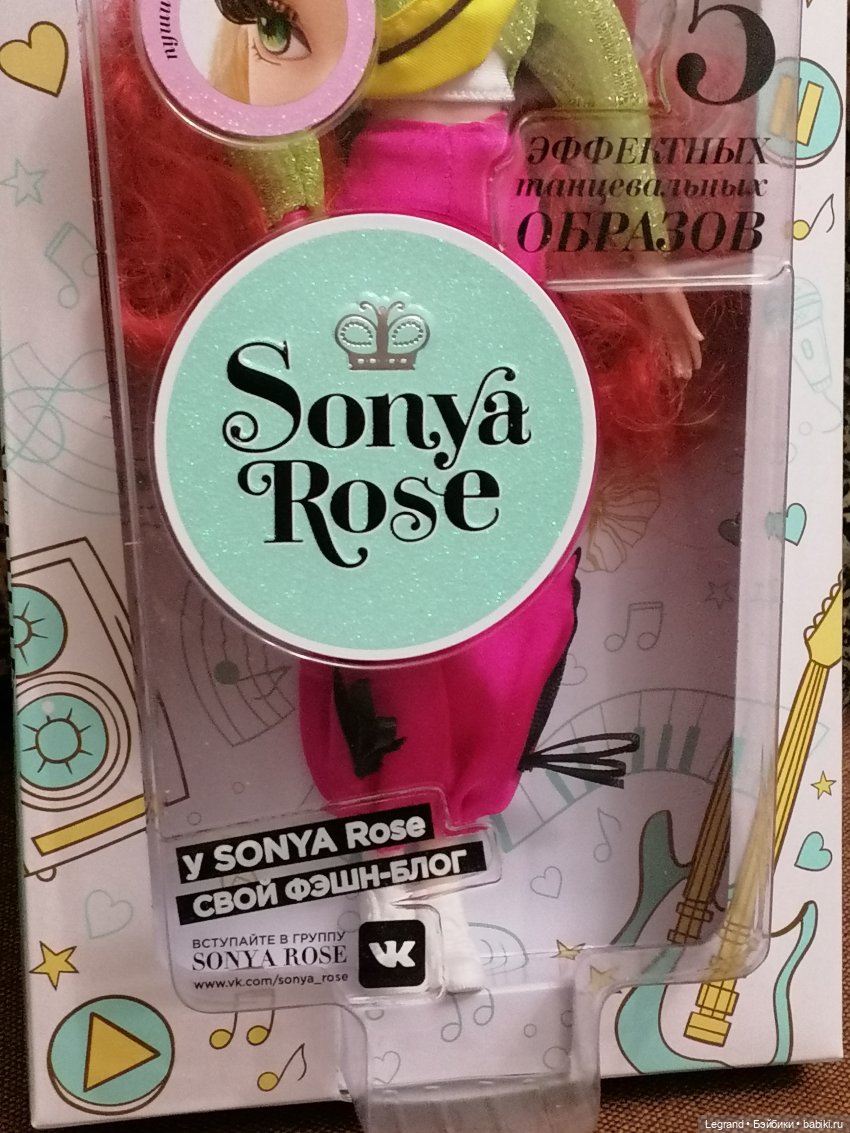 5
ЭФФЕКТНЫХ
танцевальных
ОБРАЗОВ
Sonya
Rose
У SONYA Rose
СВОЙ ФЭШН-БЛОГ
ВСТУПАЙТЕ В ГРУППУ
SONYA ROSE
www.vk.com/sonya_rose
Legrand • Бэйбики • babiki.ru